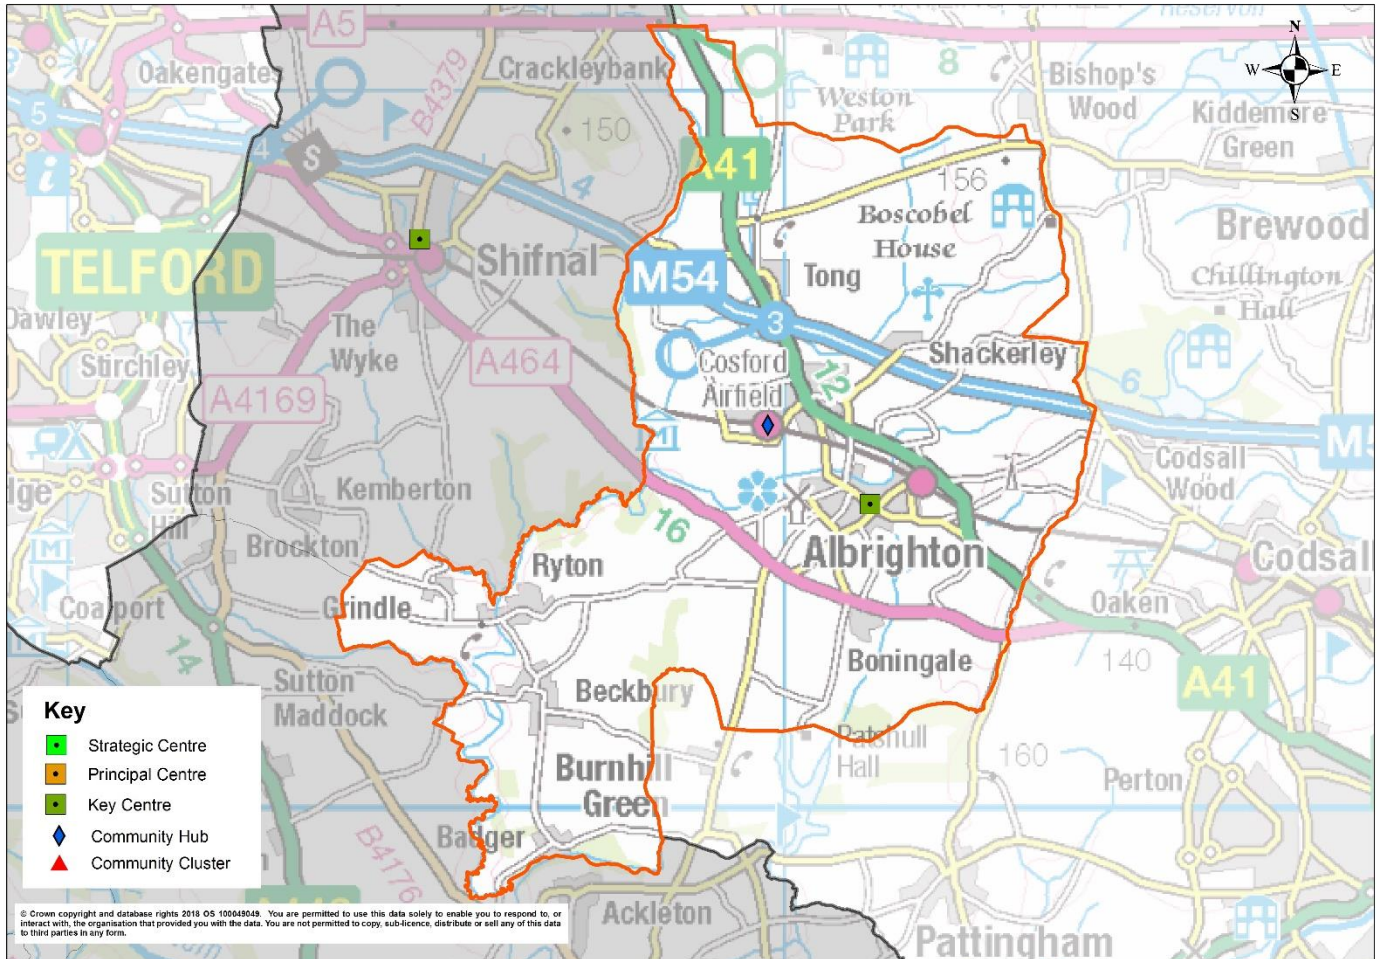 A5
Reservoir
N
W E
S
Oakengates
Crackleybank
8
Bishop's
Wood
B4379
Weston
Park
Kiddemore
Green
5
150
4
S
i
4
A41
156
Boscobel
House
Brewood
TELFORD
Shifnal
M54
Tong
Chillington
Hall
Dawley
The
Wyke
3
Stirchley
A464
Cosford
Airfield
12
Shackerley
6
A4169
M5
Codsall
Wood
Sutton
Hill
Kemberton
16
Brockton
Albrighton
Codsall
Ryton
Coalport
Grindle
Oaken
14
Boningale
140
A41
Sutton
Maddock
Beckbury
Patshull
Hall
160
Burnhill
Green
Perton
Badger
B4176
Ackleton
Pattingham
Key
Strategic Centre
Principal Centre
Key Centre
Community Hub
Community Cluster
© Crown copyright and database rights 2018 OS 100049049. You are permitted to use this data solely to enable you to respond to, or
interact with, the organisation that provided you with the data. You are not permitted to copy, sub-licence, distribute or sell any of this data
to third parties in any form.